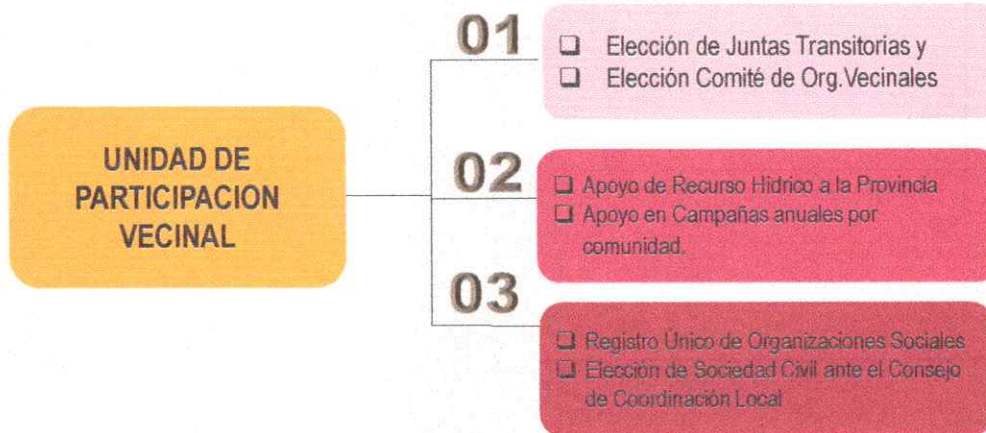 UNIDAD DE
PARTICIPACION
VECINAL
01
❑ Elección de Juntas Transitorias y
❑ Elección Comité de Org.Vecinales
02
❑ Apoyo de Recurso Hídrico a la Provincia
❑ Apoyo en Campañas anuales por
comunidad.
03
❑ Registro Único de Organizaciones Sociales
❑ Elección de Sociedad Civil ante el Consejo
de Coordinación Local